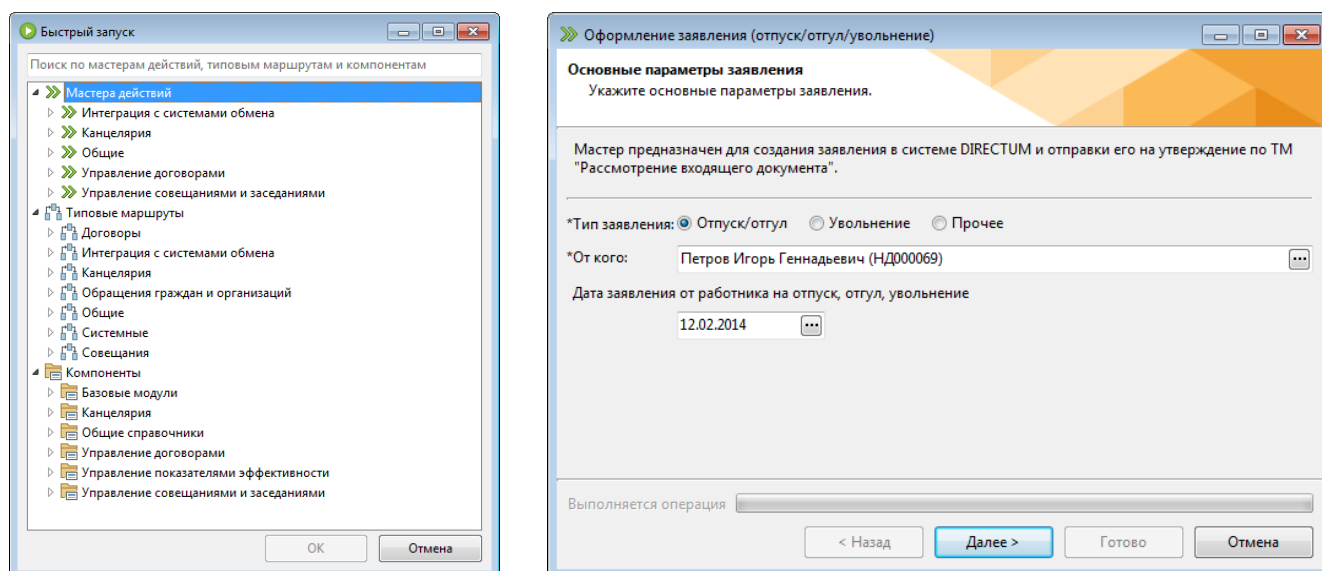 Быстрый запуск
Поиск по мастерам действий, типовым маршрутам и компонентам
Мастера действий
Интеграция с системами обмена
Канцелярия
Общие
Управление договорами
Управление совещаниями и заседаниями
Типовые маршруты
Договоры
Интеграция с системами обмена
Канцелярия
Обращения граждан и организаций
Общие
Системные
Совещания
Компоненты
Базовые модули
Канцелярия
Общие справочники
Управление договорами
Управление показателями эффективности
Управление совещаниями и заседаниями
ОК Отмена
Оформление заявления (отпуск/отгул/увольнение)
Основные параметры заявления
Укажите основные параметры заявления.
Мастер предназначен для создания заявления в системе DIRECTUM и отправки его на утверждение по ТМ
"Рассмотрение входящего документа".
*Тип заявления: Отпуск/отгул Увольнение Прочее
*От кого: Петров Игорь Геннадьевич (НД000069)
Дата заявления от работника на отпуск, отгул, увольнение
12.02.2014
Выполняется операция
< Назад Далее > Готово Отмена